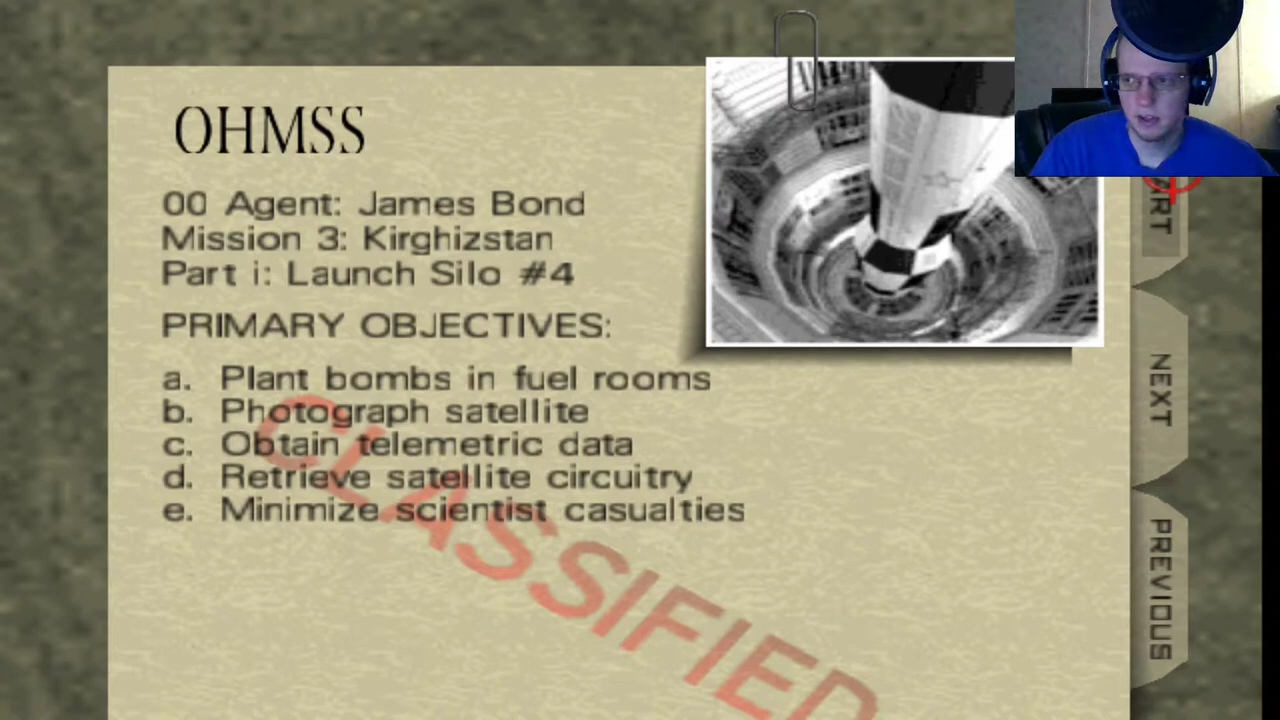 OHMSS
00 Agent: James Bond
Mission 3: Kirghizstan
Part i: Launch Silo #4
PRIMARY OBJECTIVES:
a. Plant bombs in fuel rooms
b. Photograph satellite
c. Obtain telemetric data
d. Retrieve satellite circuitry
e. Minimize scientist casualties
CLASSIFIED
NEXT
PREVIOUS